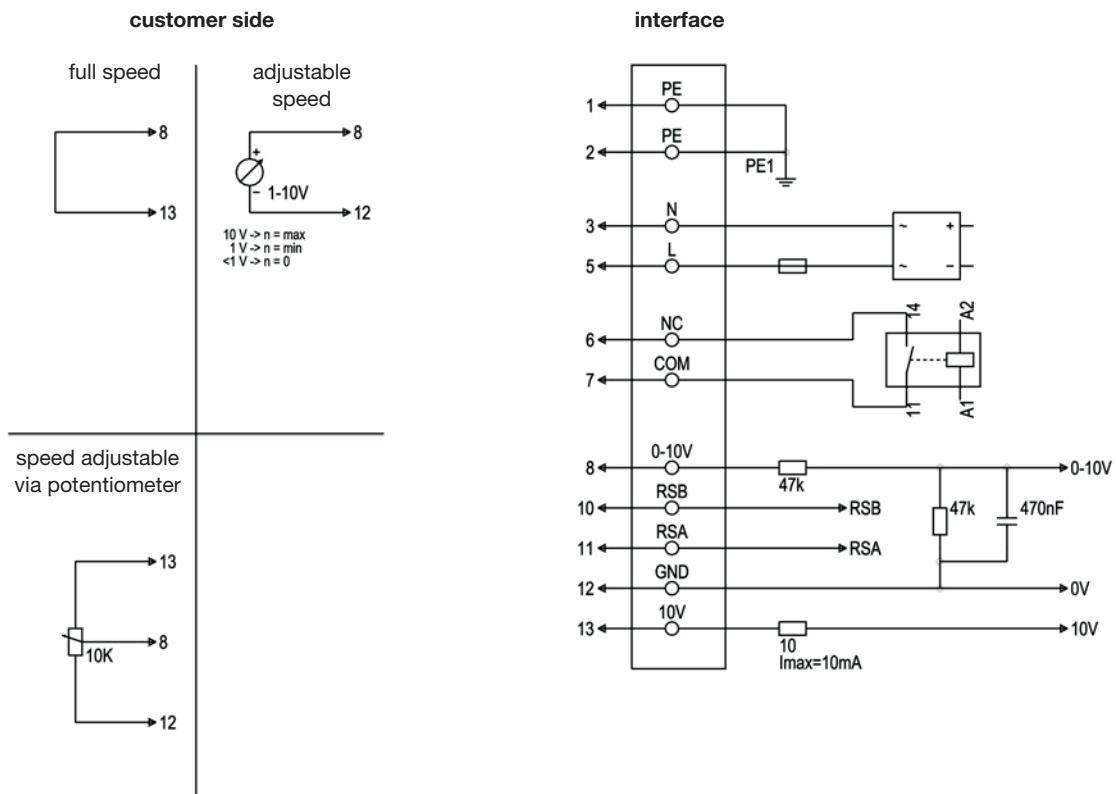 customer side
full speed
8
13
adjustable
speed
8
+
− 1-10V
12
10 V -> n = max
1 V -> n = min
<1 V -> n = 0
speed adjustable
via potentiometer
13
8
10K
12
interface
1 PE
2 PE
PE1
3 N ~ +
5 L ~ −
14 A2
6 NC
7 COM
11 A1
8 0-10V 47k 0-10V
10 RSB RSB 47k 470nF
11 RSA RSA
12 GND 0V
13 10V 10 10V
Imax=10mA